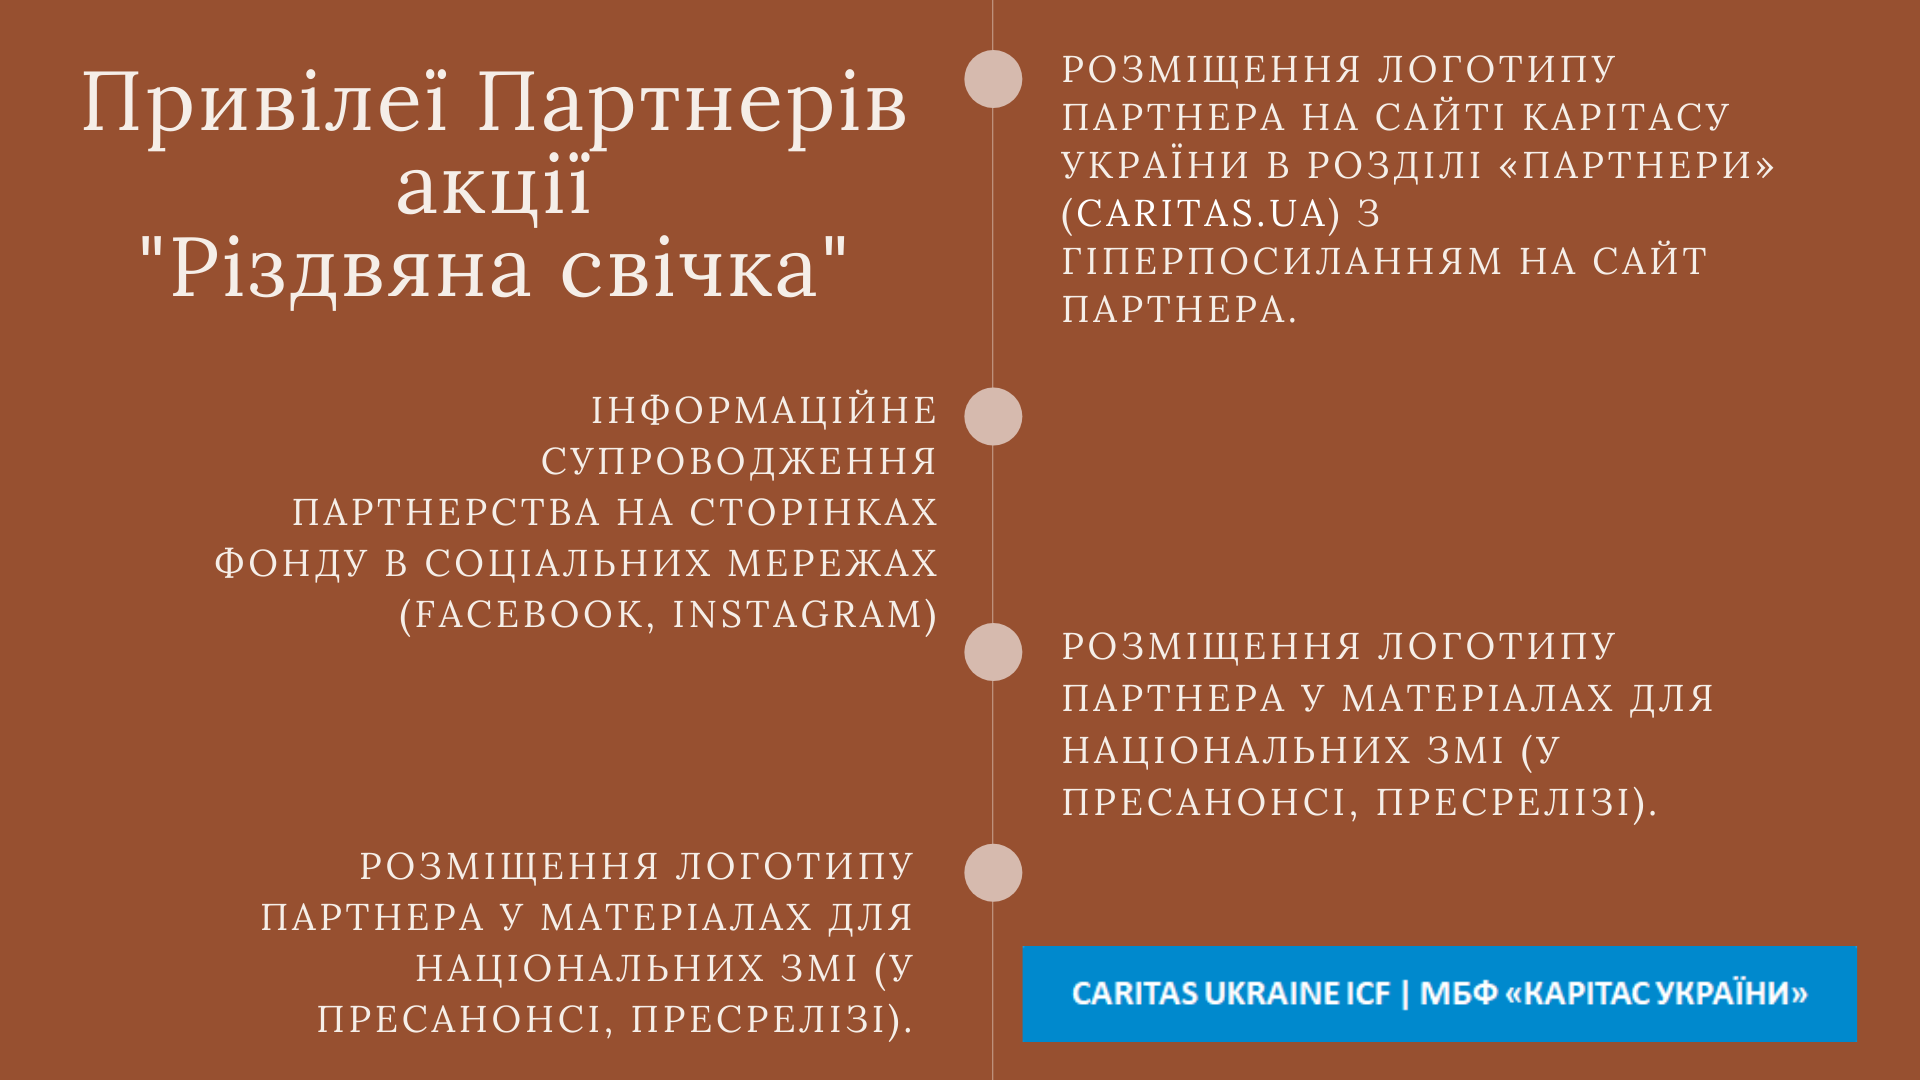 Привілеї Партнерів
акції
"Різдвяна свічка"
РОЗМІЩЕННЯ ЛОГОТИПУ
ПАРТНЕРА НА САЙТІ КАРІТАСУ
УКРАЇНИ В РОЗДІЛІ «ПАРТНЕРИ»
(CARITAS.UA) З
ГІПЕРПОСИЛАННЯМ НА САЙТ
ПАРТНЕРА.
ІНФОРМАЦІЙНЕ
СУПРОВОДЖЕННЯ
ПАРТНЕРСТВА НА СТОРІНКАХ
ФОНДУ В СОЦІАЛЬНИХ МЕРЕЖАХ
(FACEBOOK, INSTAGRAM)
РОЗМІЩЕННЯ ЛОГОТИПУ
ПАРТНЕРА У МАТЕРІАЛАХ ДЛЯ
НАЦІОНАЛЬНИХ ЗМІ (У
ПРЕСАНОНСІ, ПРЕСРЕЛІЗІ).
РОЗМІЩЕННЯ ЛОГОТИПУ
ПАРТНЕРА У МАТЕРІАЛАХ ДЛЯ
НАЦІОНАЛЬНИХ ЗМІ (У
ПРЕСАНОНСІ, ПРЕСРЕЛІЗІ).
CARITAS UKRAINE ICF | МБФ «КАРІТАС УКРАЇНИ»